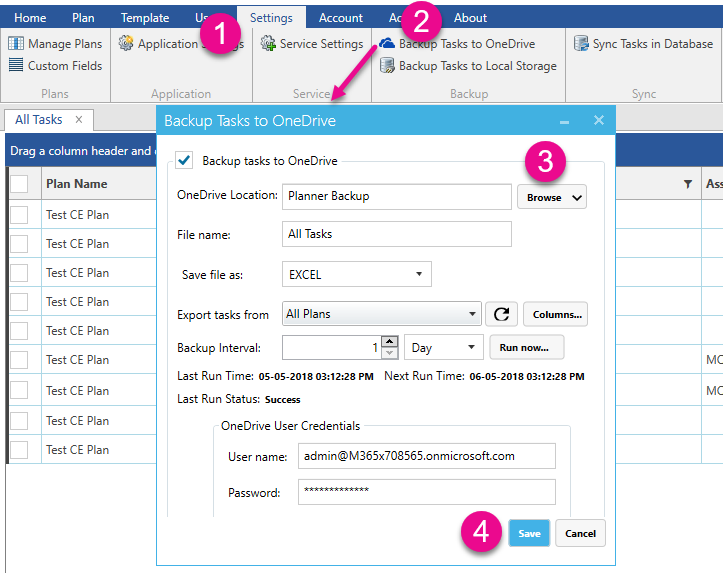 Home Plan Template Settings Account About
1 2
Manage Plans Application Service Settings Backup Tasks to OneDrive Sync Tasks in Database
Custom Fields Backup Tasks to Local Storage
Plans Application Service Backup Sync
All Tasks ×
Backup Tasks to OneDrive
Drag a column header and
Backup tasks to OneDrive
3
Plan Name
OneDrive Location: Planner Backup Browse
Test CE Plan
File name: All Tasks
Test CE Plan
Save file as: EXCEL
Test CE Plan
Test CE Plan
Export tasks from All Plans Columns...
Test CE Plan
Backup Interval: 1 Day Run now...
Test CE Plan
Last Run Time: 05-05-2018 03:12:28 PM Next Run Time: 06-05-2018 03:12:28 PM
Test CE Plan
Last Run Status: Success
Test CE Plan
OneDrive User Credentials
Test CE Plan
User name: admin@M365x708565.onmicrosoft.com
Password: *************
4 Save Cancel